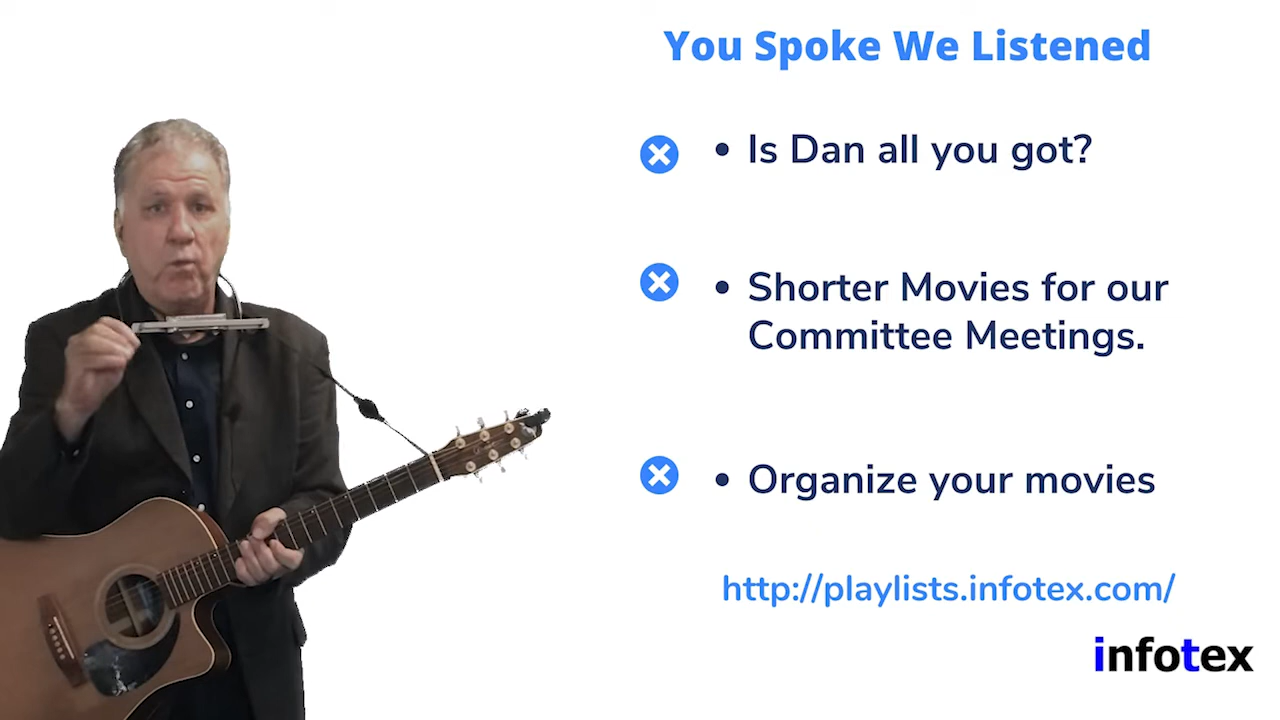 You Spoke We Listened
• Is Dan all you got?
• Shorter Movies for our
Committee Meetings.
• Organize your movies
http://playlists.infotex.com/
infotex